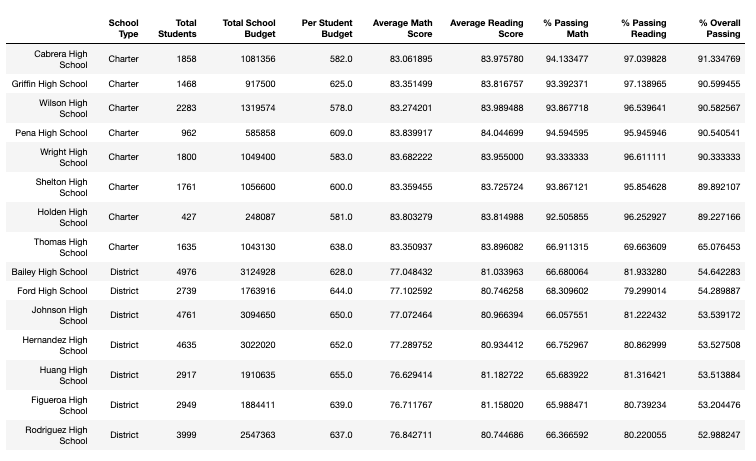 School Type Total Students Total School Budget Per Student Budget Average Math Score Average Reading Score % Passing Math % Passing Reading % Overall Passing
Cabrera High School Charter 1858 1081356 582.0 83.061895 83.975780 94.133477 97.039828 91.334769
Griffin High School Charter 1468 917500 625.0 83.351499 83.816757 93.392371 97.138965 90.599455
Wilson High School Charter 2283 1319574 578.0 83.274201 83.989488 93.867718 96.539641 90.582567
Pena High School Charter 962 585858 609.0 83.839917 84.044699 94.594595 95.945946 90.540541
Wright High School Charter 1800 1049400 583.0 83.682222 83.955000 93.333333 96.611111 90.333333
Shelton High School Charter 1761 1056600 600.0 83.359455 83.725724 93.867121 95.854628 89.892107
Holden High School Charter 427 248087 581.0 83.803279 83.814988 92.505855 96.252927 89.227166
Thomas High School Charter 1635 1043130 638.0 83.350937 83.896082 66.911315 69.663609 65.076453
Bailey High School District 4976 3124928 628.0 77.048432 81.033963 66.680064 81.933280 54.642283
Ford High School District 2739 1763916 644.0 77.102592 80.746258 68.309602 79.299014 54.289887
Johnson High School District 4761 3094650 650.0 77.072464 80.966394 66.057551 81.222432 53.539172
Hernandez High School District 4635 3022020 652.0 77.289752 80.934412 66.752967 80.862999 53.527508
Huang High School District 2917 1910635 655.0 76.629414 81.182722 65.683922 81.316421 53.513884
Figueroa High School District 2949 1884411 639.0 76.711767 81.158020 65.988471 80.739234 53.204476
Rodriguez High School District 3999 2547363 637.0 76.842711 80.744686 66.366592 80.220055 52.988247